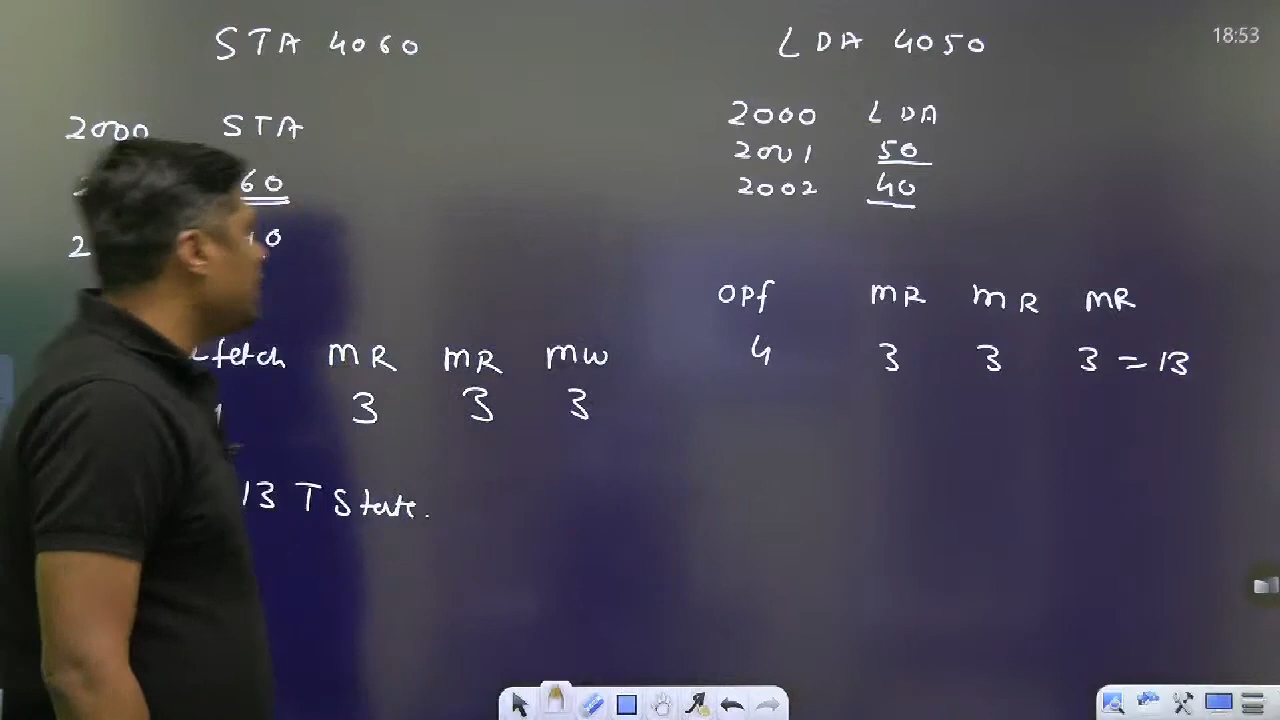 STA 4060
LDA 4050
18:53
2000 STA
60
2000 LDA
2001 50
2002 40
fetch MR MR MW
3 3 3
13 T State.
OPf MR MR MR
4 3 3 3 = 13